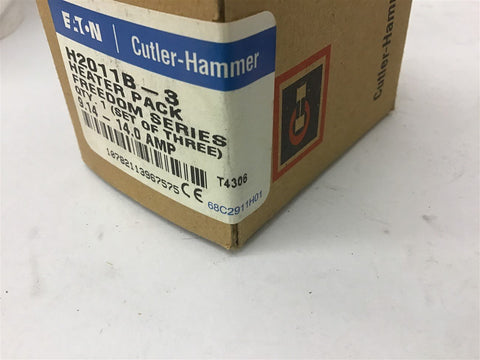 EATON | Cutler-Hammer
H2011B-3
HEATER PACK
FREEDOM SERIES
QTY 1 (SET OF THREE)
9.14 - 14.0 AMP
T4306
10782113967575 CE
68C2911H01
Cutler-Hammer